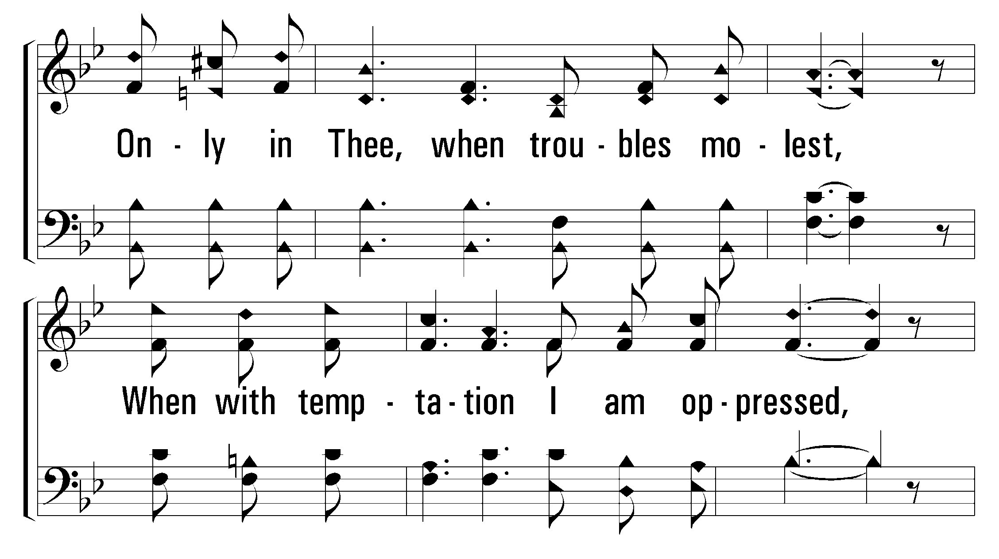 On - ly in Thee, when trou - bles mo - lest,
When with temp - ta - tion I am op - pressed,